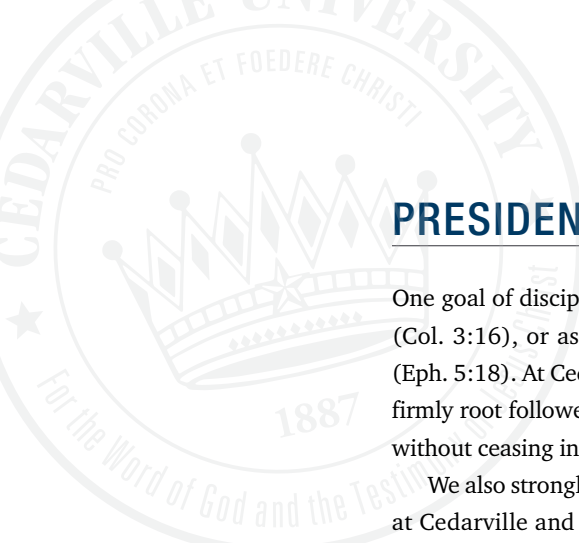 CEDARVILLE UNIVERSITY
PRO CORONA ET FOEDERE CHRISTI
1887
For the Word of God and the Testimony of Jesus Christ
PRESIDEN
One goal of discip
(Col. 3:16), or as
(Eph. 5:18). At Ced
firmly root followe
without ceasing in
We also strongl
at Cedarville and